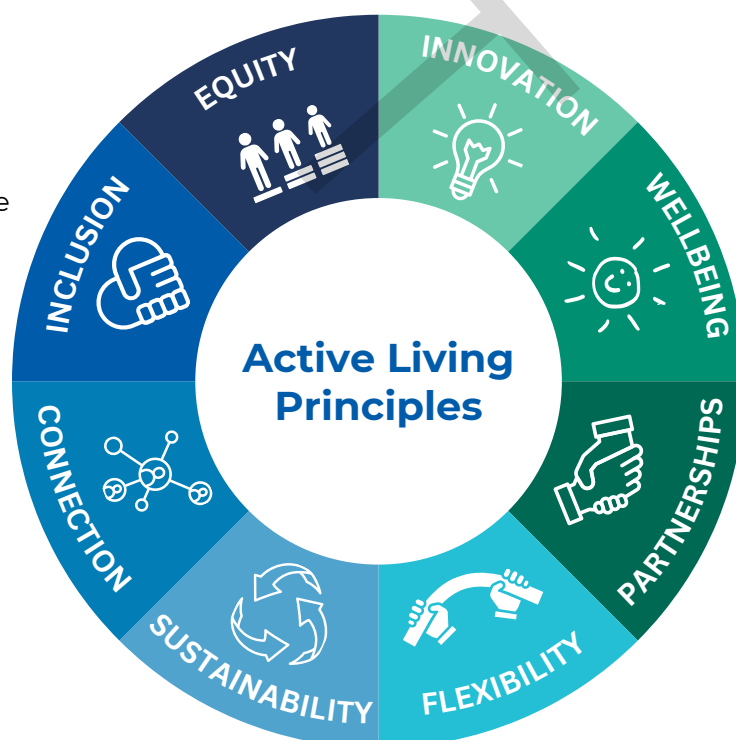 EQUITY
INNOVATION
WELLBEING
PARTNERSHIPS
FLEXIBILITY
SUSTAINABILITY
CONNECTION
INCLUSION
Active Living
Principles